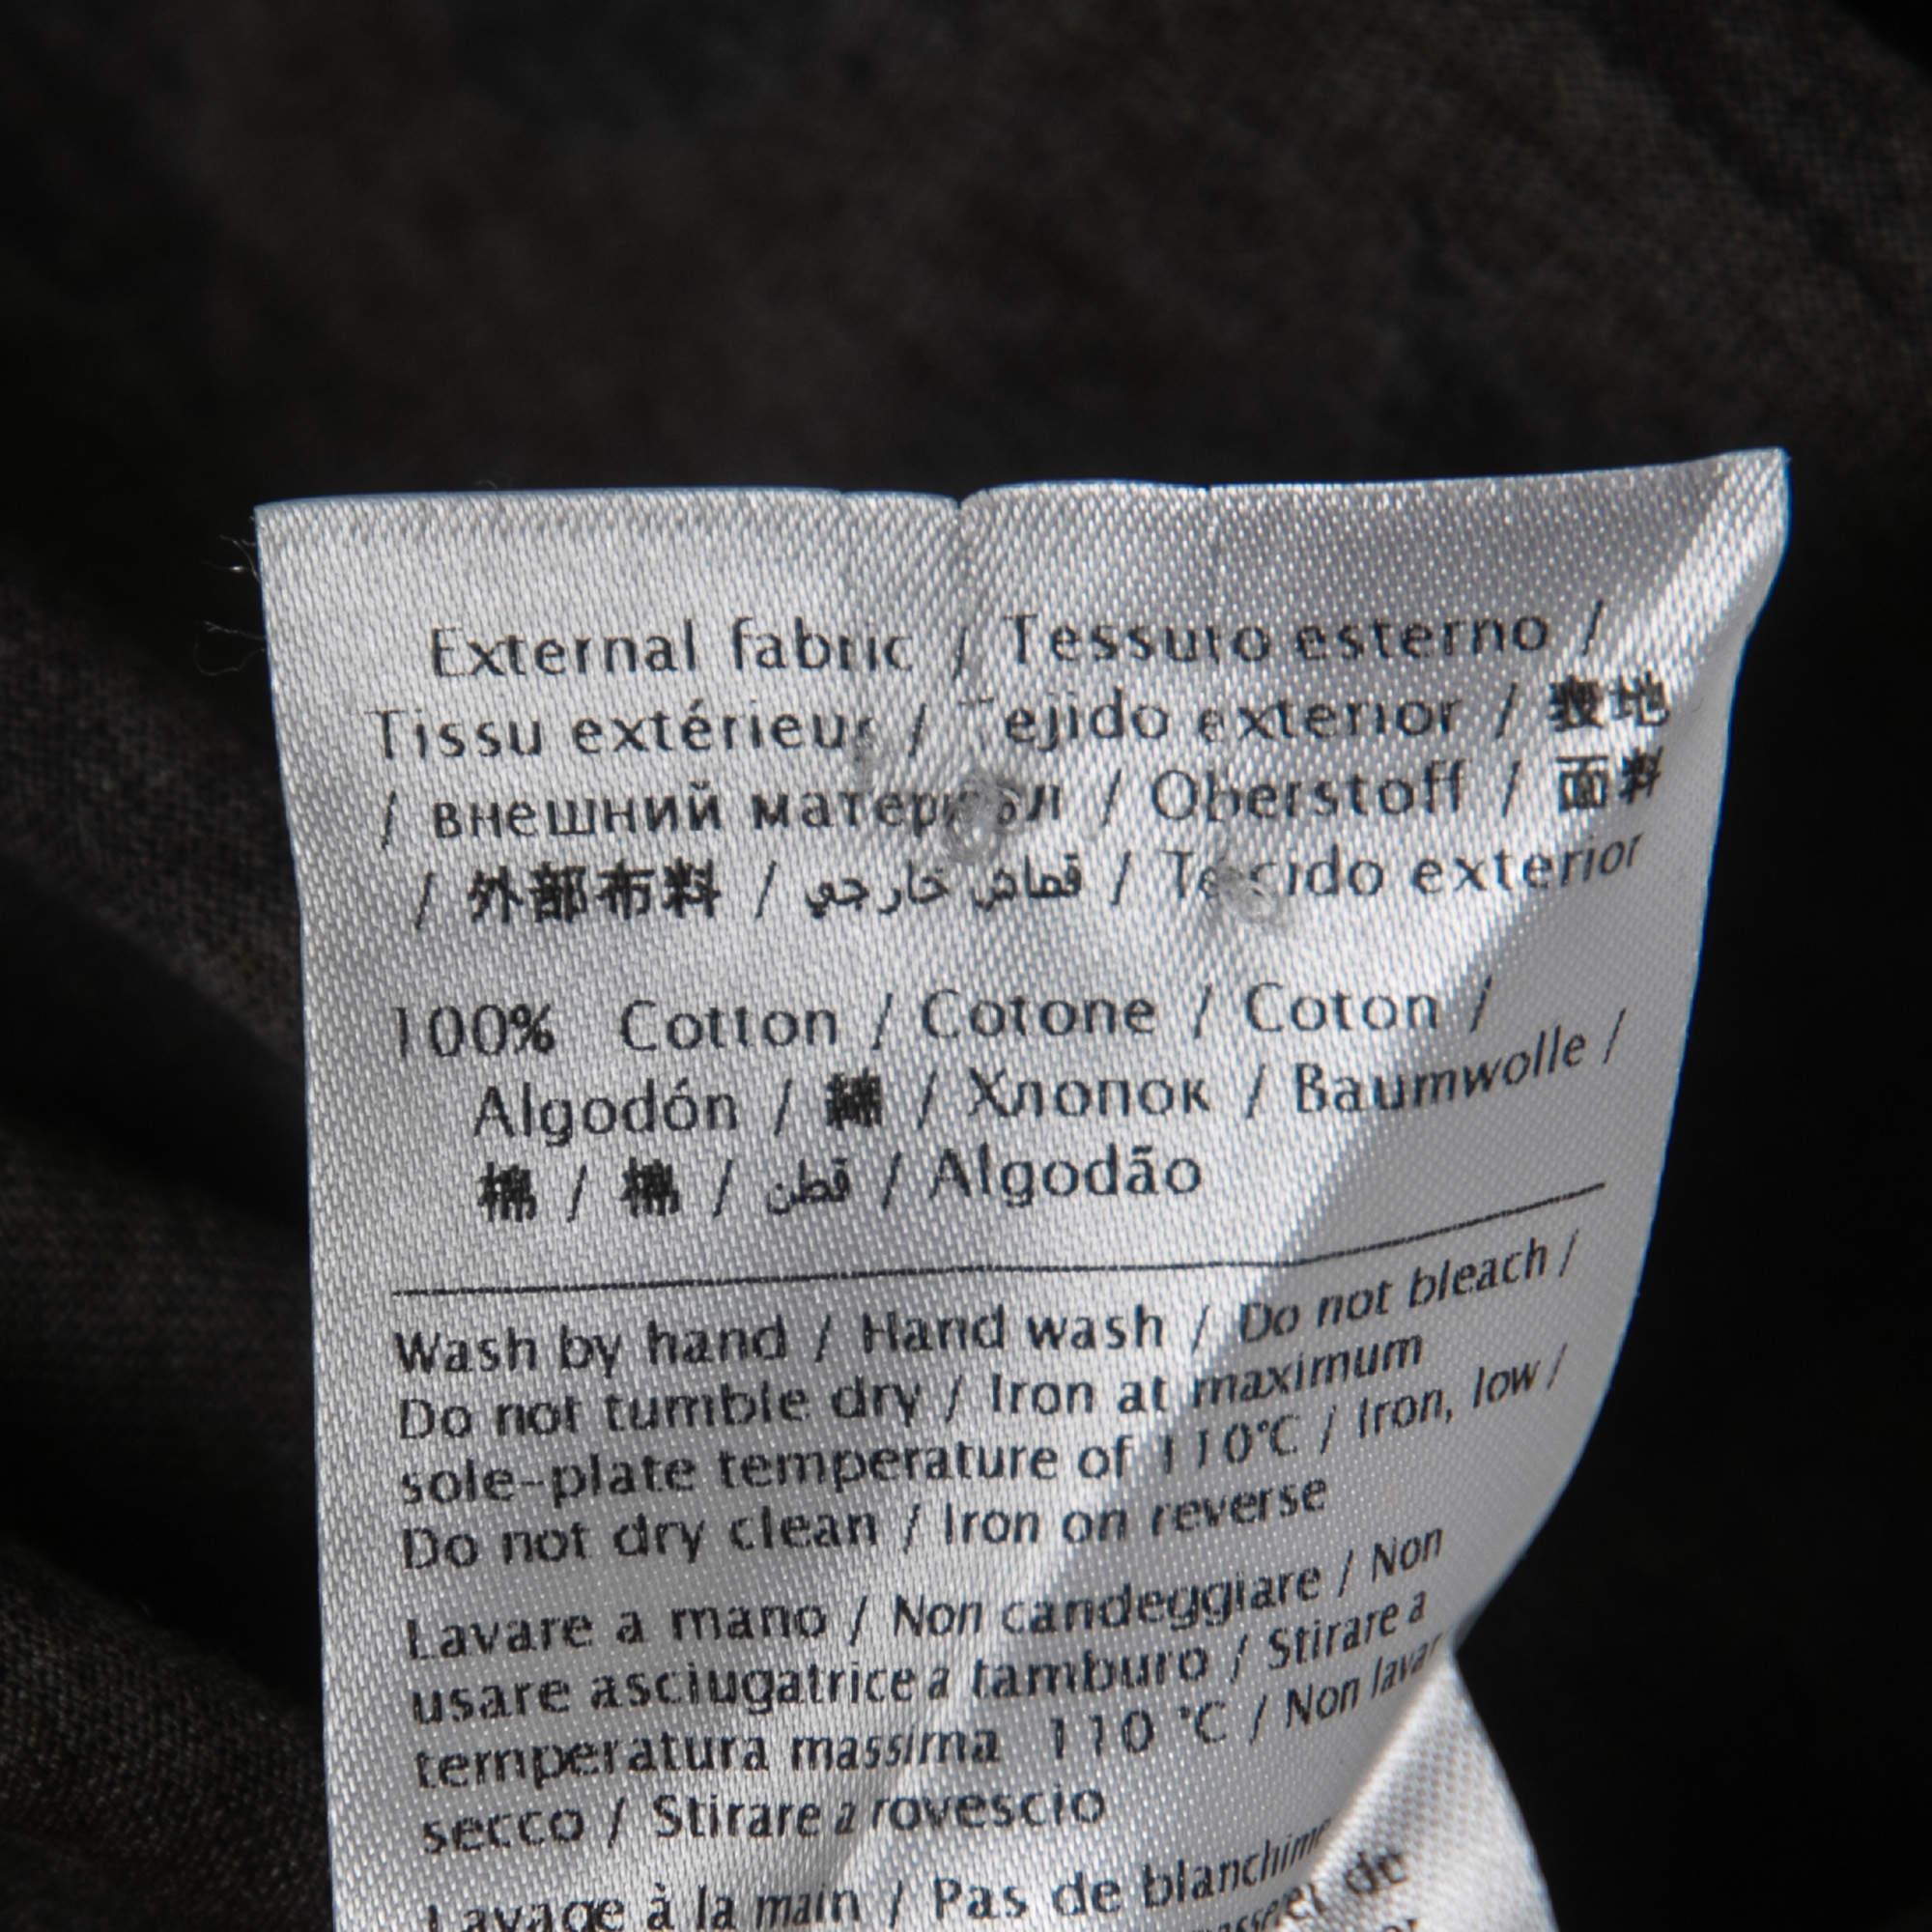 External fabric / Tessuto esterno /
Tissu extérieur / Tejido exterior / 表地
/ внешний материал / Oberstoff / 面料
/ 外部布料 / قماش خارجي / Tecido exterior
100% Cotton / Cotone / Coton /
Algodón / 綿 / Хлопок / Baumwolle /
棉 / 棉 / قطن / Algodão
Wash by hand / Hand wash / Do not bleach /
Do not tumble dry / Iron at maximum
sole-plate temperature of 110°C / Iron, low /
Do not dry clean / Iron on reverse
Lavare a mano / Non candeggiare / Non
usare asciugatrice a tamburo / Stirare a
temperatura massima 110 °C / Non lavar
secco / Stirare a rovescio
Lavage à la main / Pas de blanchime
de